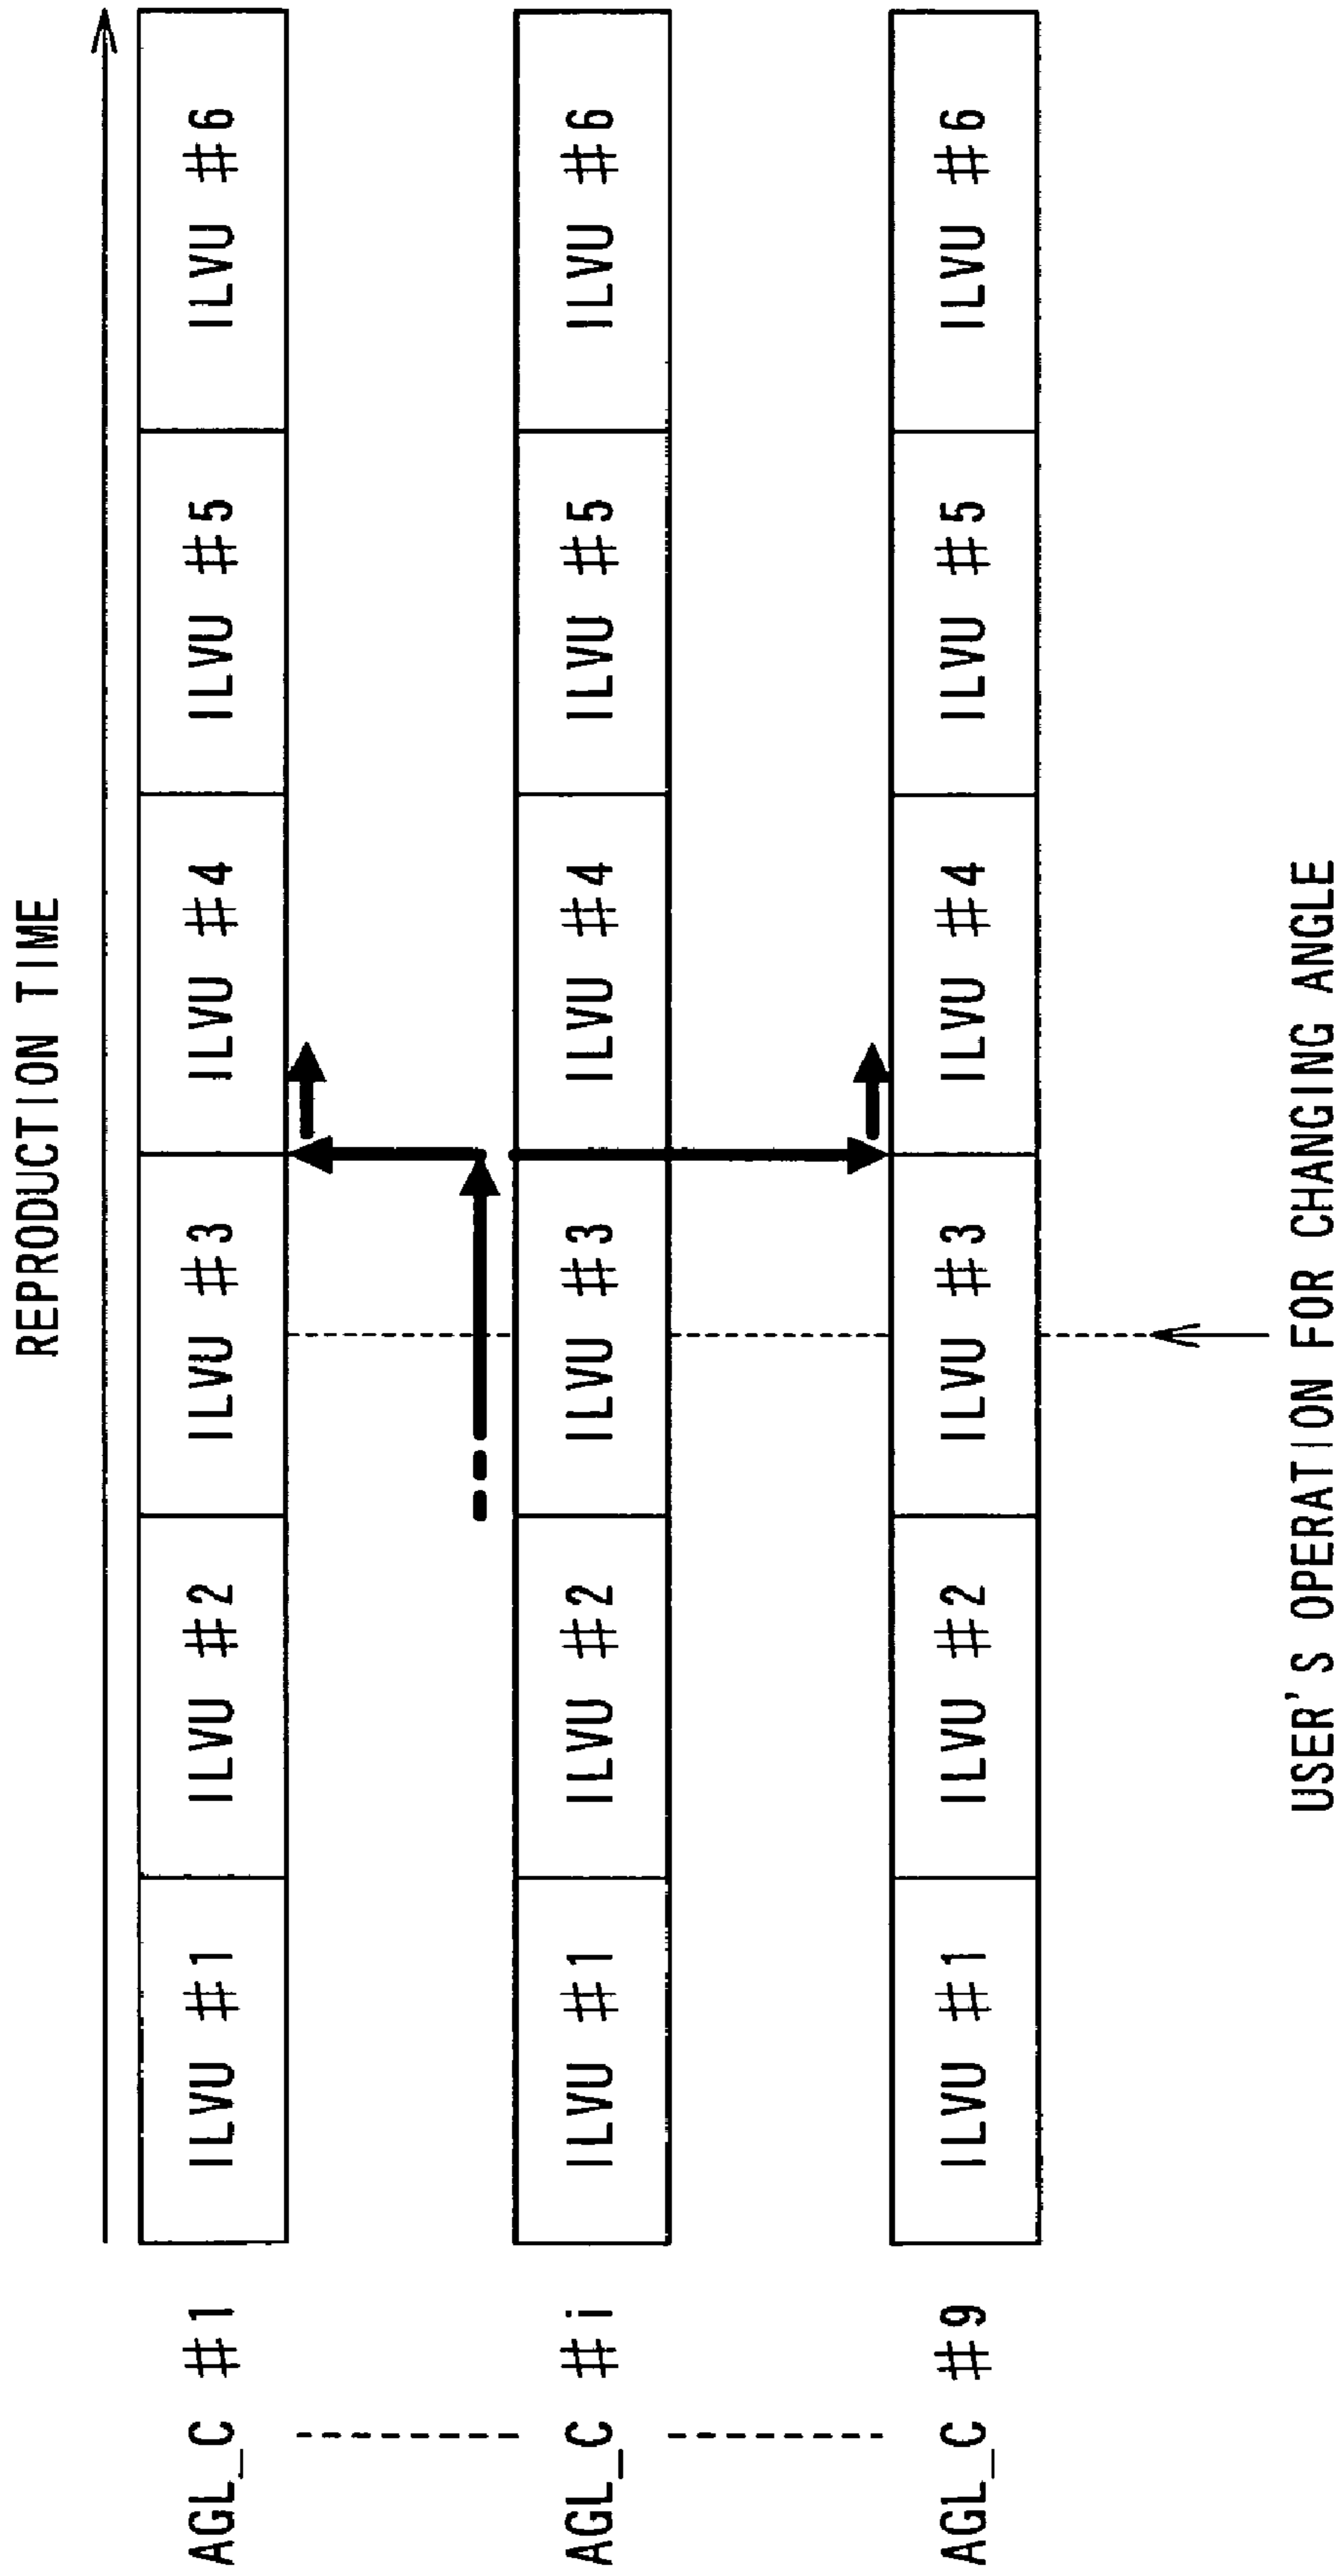 REPRODUCTION TIME
AGL_C #1
ILVU #1
ILVU #2
ILVU #3
ILVU #4
ILVU #5
ILVU #6
AGL_C #i
ILVU #1
ILVU #2
ILVU #3
ILVU #4
ILVU #5
ILVU #6
AGL_C #9
ILVU #1
ILVU #2
ILVU #3
ILVU #4
ILVU #5
ILVU #6
USER'S OPERATION FOR CHANGING ANGLE